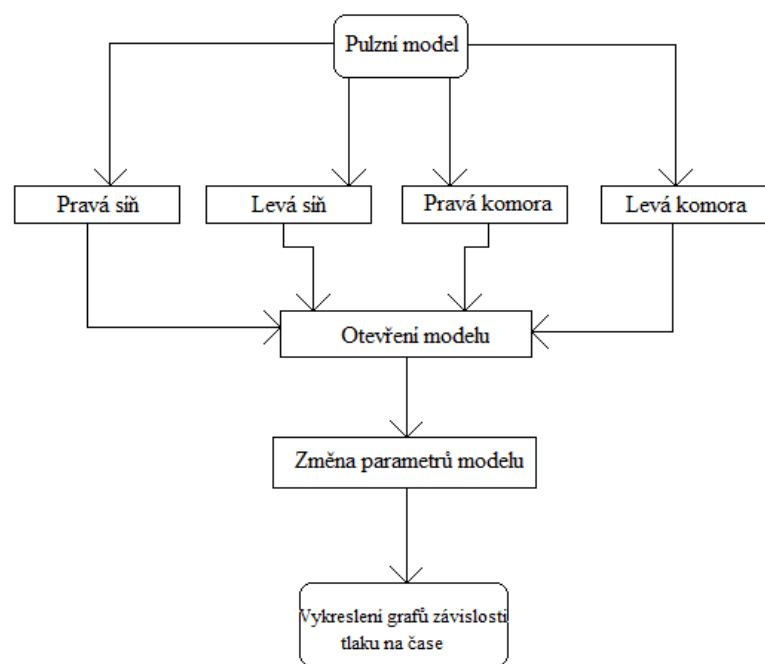 Pulzní model
Pravá síň
Levá síň
Pravá komora
Levá komora
Otevření modelu
Změna parametrů modelu
Vykreslení grafů závislostí
tlaku na čase